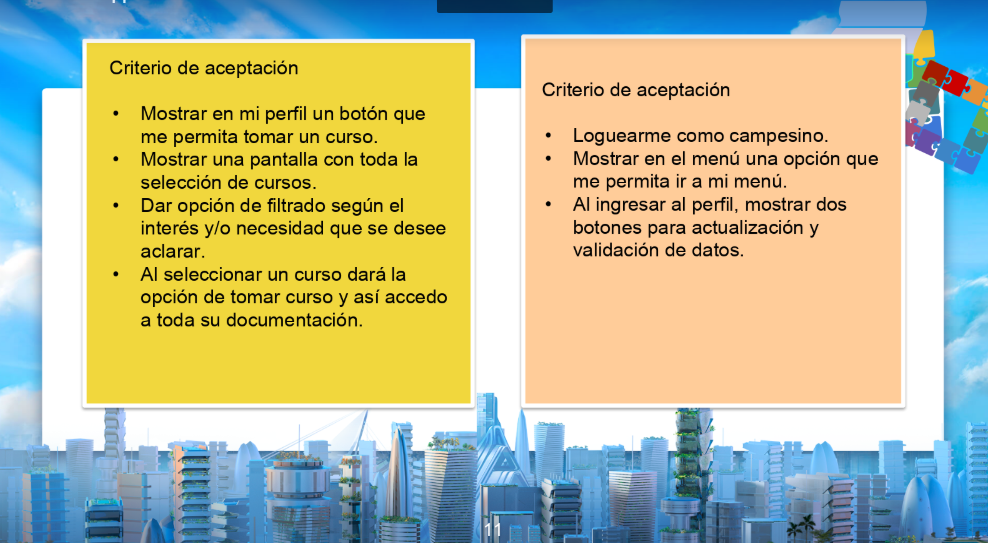 Criterio de aceptación
• Mostrar en mi perfil un botón que
me permita tomar un curso.
• Mostrar una pantalla con toda la
selección de cursos.
• Dar opción de filtrado según el
interés y/o necesidad que se desee
aclarar.
• Al seleccionar un curso dará la
opción de tomar curso y así accedo
a toda su documentación.
Criterio de aceptación
• Loguearme como campesino.
• Mostrar en el menú una opción que
me permita ir a mi menú.
• Al ingresar al perfil, mostrar dos
botones para actualización y
validación de datos.
11